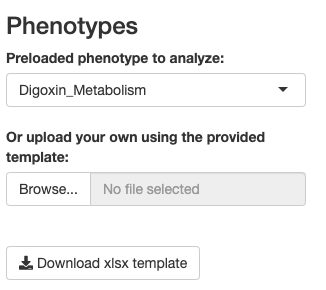 Phenotypes
Preloaded phenotype to analyze:
Digoxin_Metabolism
Or upload your own using the provided
template:
Browse... No file selected
Download xlsx template